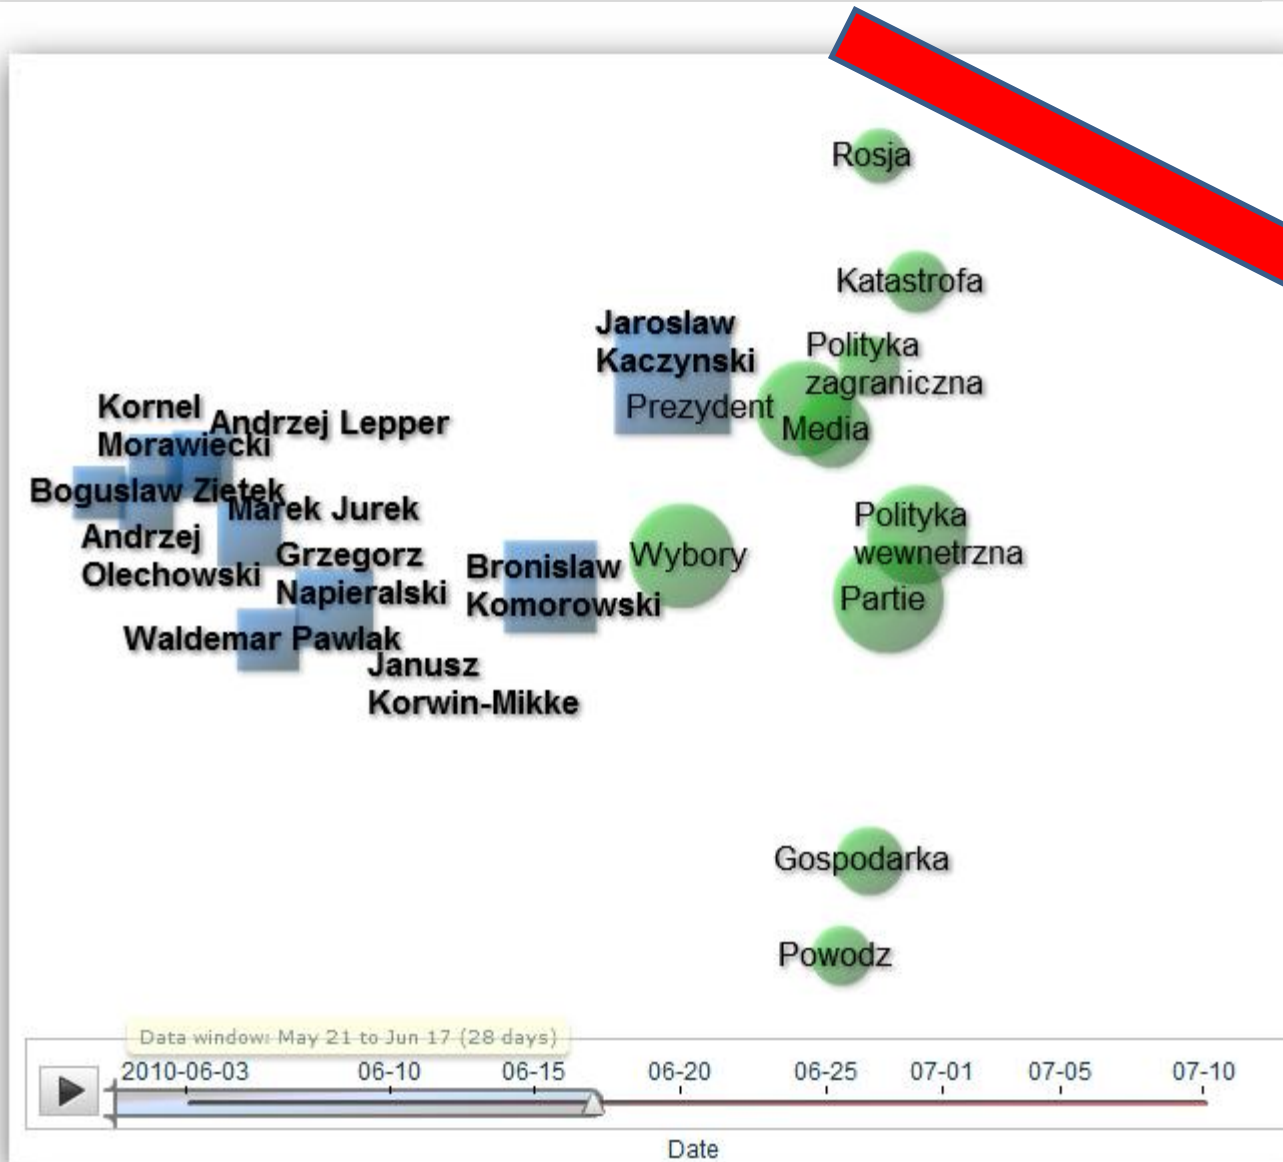 Rosja
Katastrofa
Jaroslaw
Kaczynski
Prezydent
Polityka
zagraniczna
Media
Kornel
Morawiecki
Andrzej Lepper
Boguslaw Zietek
Marek Jurek
Andrzej
Olechowski
Grzegorz
Napieralski
Waldemar Pawlak
Janusz
Korwin-Mikke
Bronislaw
Komorowski
Wybory
Polityka
wewnetrzna
Partie
Gospodarka
Powodz
Data window: May 21 to Jun 17 (28 days)
2010-06-03 06-10 06-15 06-20 06-25 07-01 07-05 07-10
Date